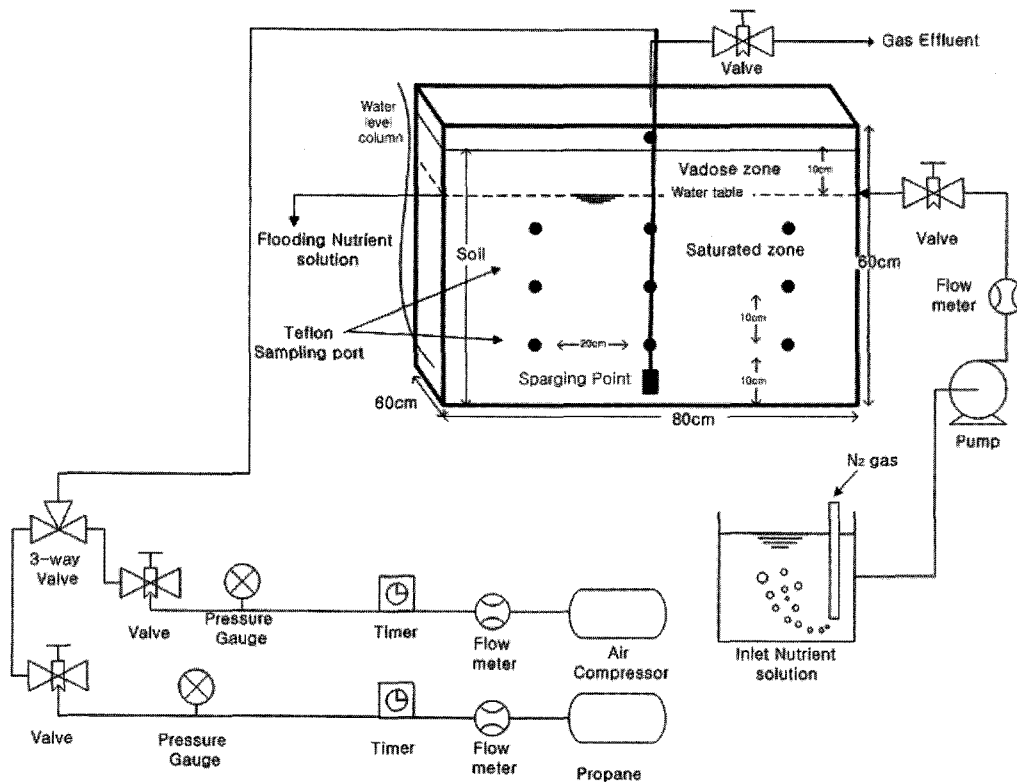 Gas Effluent
Valve
Water
level
column
Vadose zone
10cm
Water table
Flooding Nutrient
solution
Soil
Saturated zone
Valve
60cm
Flow
meter
10cm
Teflon
Sampling port
20cm
Sparging Point
10cm
60cm
80cm
Pump
N₂ gas
3-way
Valve
Valve
Pressure
Gauge
Timer
Flow
meter
Air
Compressor
Inlet Nutrient
solution
Valve
Pressure
Gauge
Timer
Flow
meter
Propane